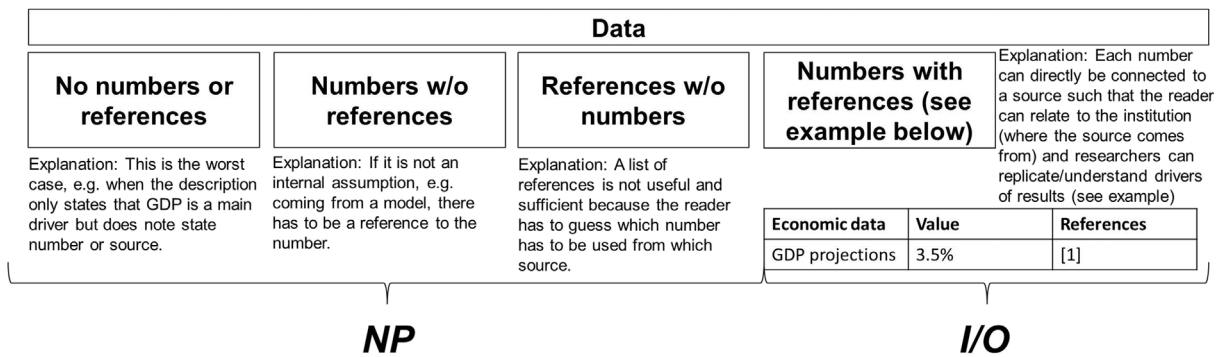 Data
No numbers or
references
Explanation: This is the worst
case, e.g. when the description
only states that GDP is a main
driver but does note state
number or source.
Numbers w/o
references
Explanation: If it is not an
internal assumption, e.g.
coming from a model, there
has to be a reference to the
number.
References w/o
numbers
Explanation: A list of
references is not useful and
sufficient because the reader
has to guess which number
has to be used from which
source.
Numbers with
references (see
example below)
Explanation: Each number
can directly be connected to
a source such that the reader
can relate to the institution
(where the source comes
from) and researchers can
replicate/understand drivers
of results (see example)
Economic data Value References
GDP projections 3.5% [1]
NP
I/O